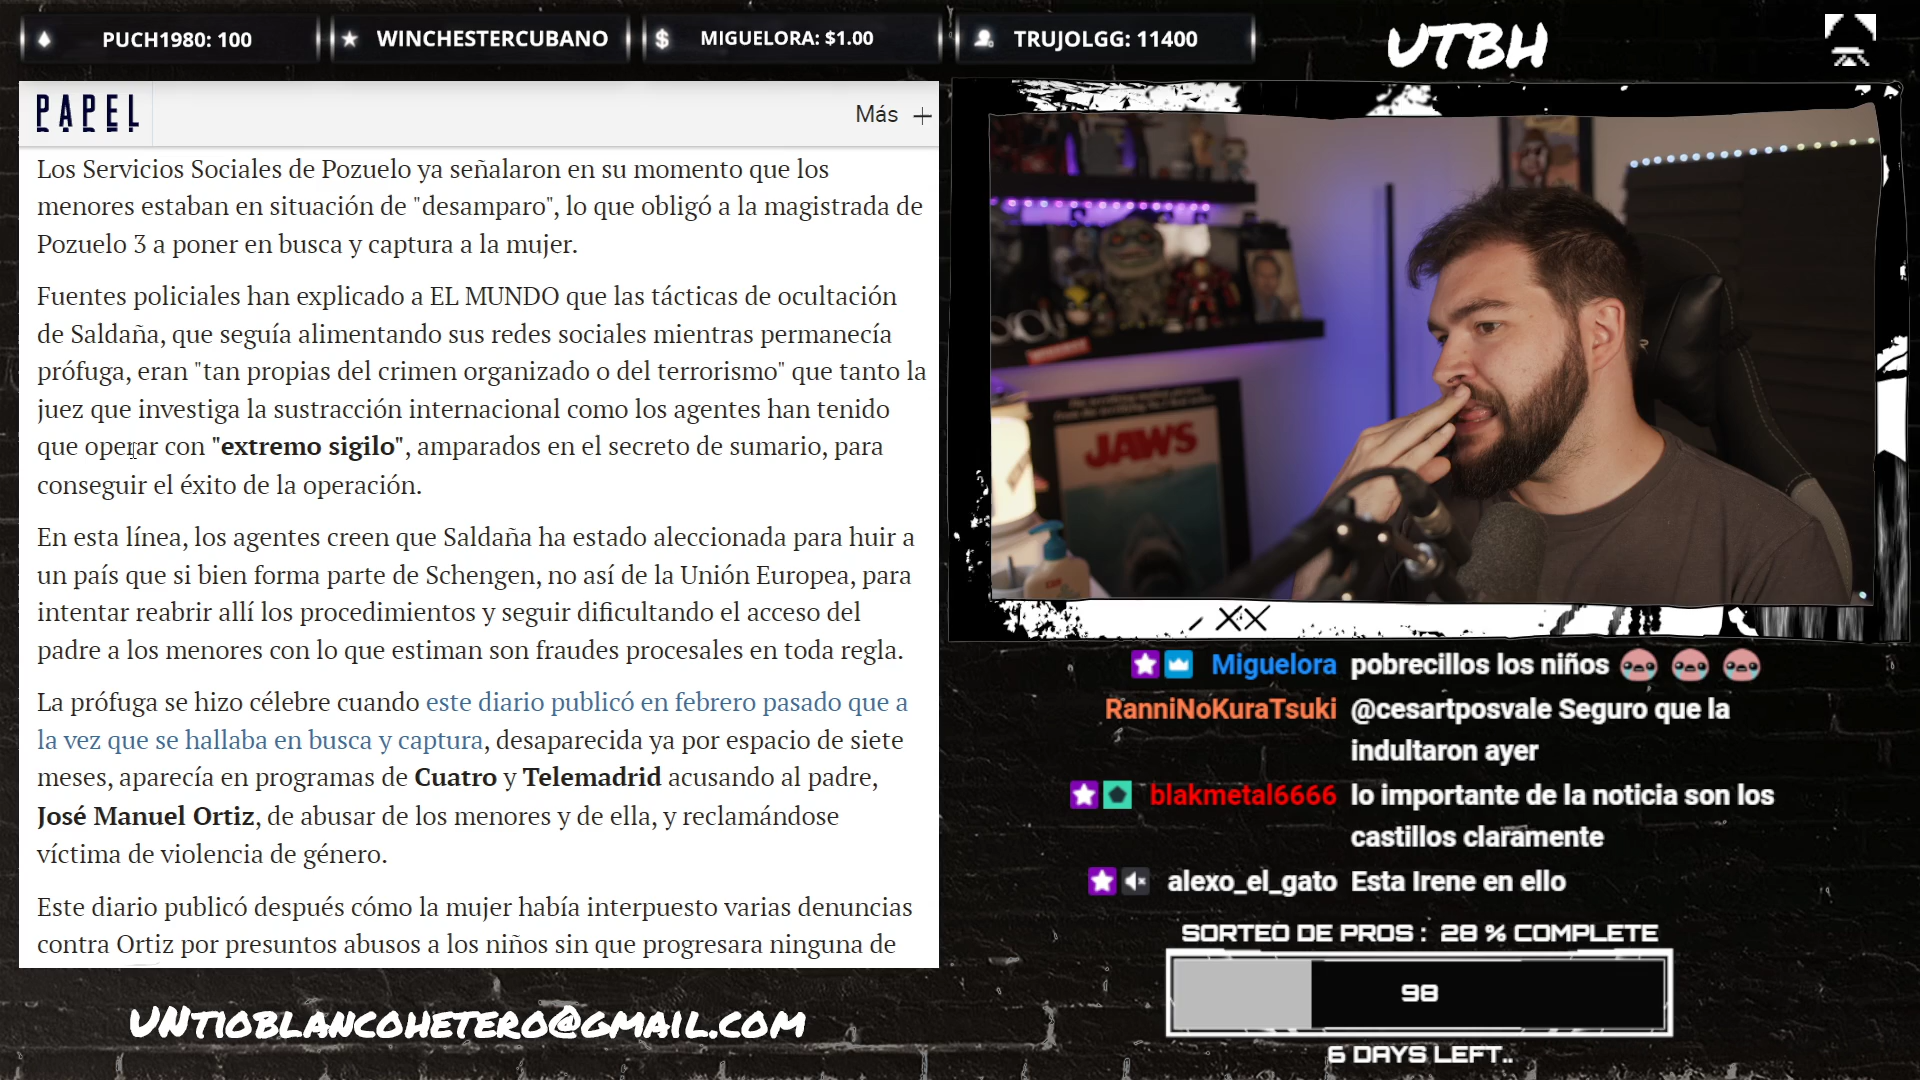 PUCH1980: 100
WINCHESTERCUBANO
MIGUELORA: $1.00
TRUJOLGG: 11400
UTBH
PAPEL
Más +
Los Servicios Sociales de Pozuelo ya señalaron en su momento que los
menores estaban en situación de "desamparo", lo que obligó a la magistrada de
Pozuelo 3 a poner en busca y captura a la mujer.
Fuentes policiales han explicado a EL MUNDO que las tácticas de ocultación
de Saldaña, que seguía alimentando sus redes sociales mientras permanecía
prófuga, eran "tan propias del crimen organizado o del terrorismo" que tanto la
juez que investiga la sustracción internacional como los agentes han tenido
que operar con "extremo sigilo", amparados en el secreto de sumario, para
conseguir el éxito de la operación.
En esta línea, los agentes creen que Saldaña ha estado aleccionada para huir a
un país que si bien forma parte de Schengen, no así de la Unión Europea, para
intentar reabrir allí los procedimientos y seguir dificultando el acceso del
padre a los menores con lo que estiman son fraudes procesales en toda regla.
La prófuga se hizo célebre cuando este diario publicó en febrero pasado que a
la vez que se hallaba en busca y captura, desaparecida ya por espacio de siete
meses, aparecía en programas de Cuatro y Telemadrid acusando al padre,
José Manuel Ortiz, de abusar de los menores y de ella, y reclamándose
víctima de violencia de género.
Este diario publicó después cómo la mujer había interpuesto varias denuncias
contra Ortiz por presuntos abusos a los niños sin que progresara ninguna de
UNTIOBLANCOHETERO@GMAIL.COM
JAWS
XX
Miguelora pobrecillos los niños
RanniNoKuraTsuki @cesartposvale Seguro que la
indultaron ayer
blakmetal6666 lo importante de la noticia son los
castillos claramente
alexo_el_gato Esta Irene en ello
SORTEO DE PROS : 28 % COMPLETE
98
6 DAYS LEFT..